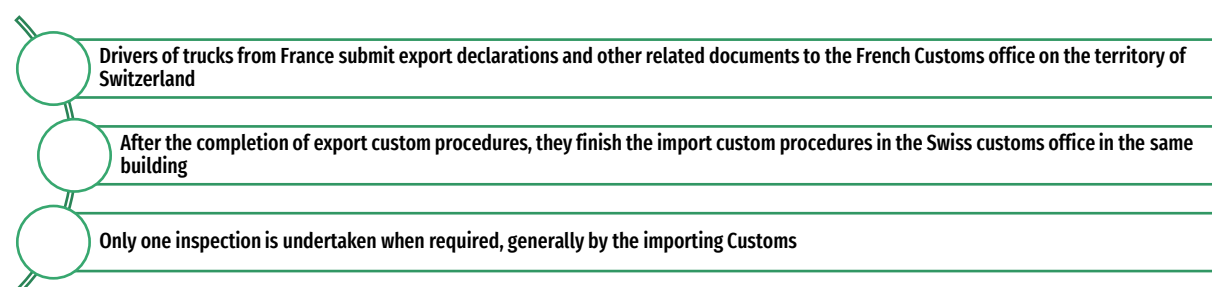 Drivers of trucks from France submit export declarations and other related documents to the French Customs office on the territory of
Switzerland
After the completion of export custom procedures, they finish the import custom procedures in the Swiss customs office in the same
building
Only one inspection is undertaken when required, generally by the importing Customs